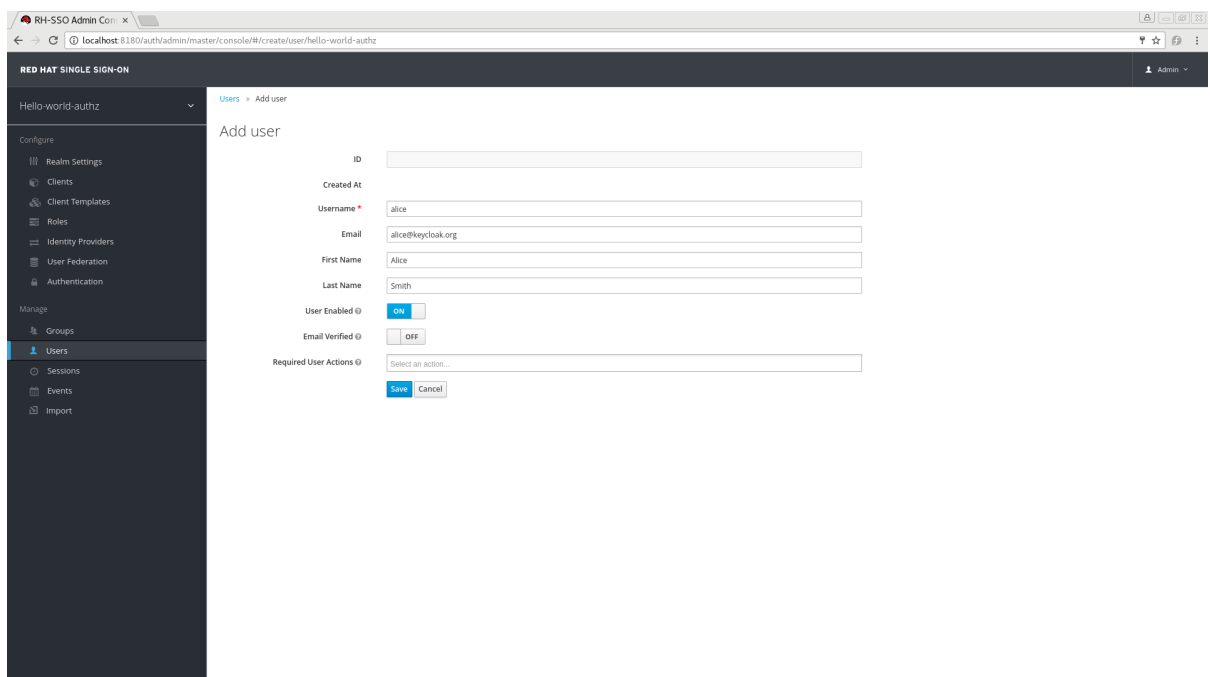 RH-SSO Admin Con
localhost:8180/auth/admin/master/console/#/create/user/hello-world-authz
RED HAT SINGLE SIGN-ON
Admin
Hello-world-authz
Users » Add user
Add user
Configure
Realm Settings
Clients
Client Templates
Roles
Identity Providers
User Federation
Authentication
Manage
Groups
Users
Sessions
Events
Import
ID
Created At
Username * alice
Email alice@keycloak.org
First Name Alice
Last Name Smith
User Enabled ON
Email Verified OFF
Required User Actions Select an action...
Save Cancel